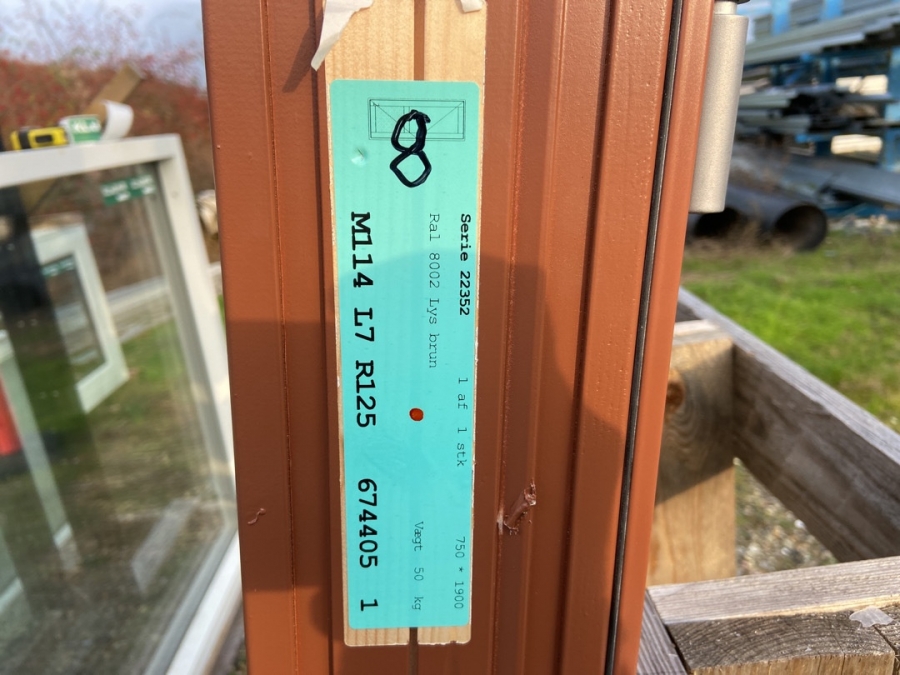 8
Serie 22352 1 af 1 stk 750 * 1900
Ral 8002 Lys brun Vægt 50 kg
M114 L7 R125 674405 1